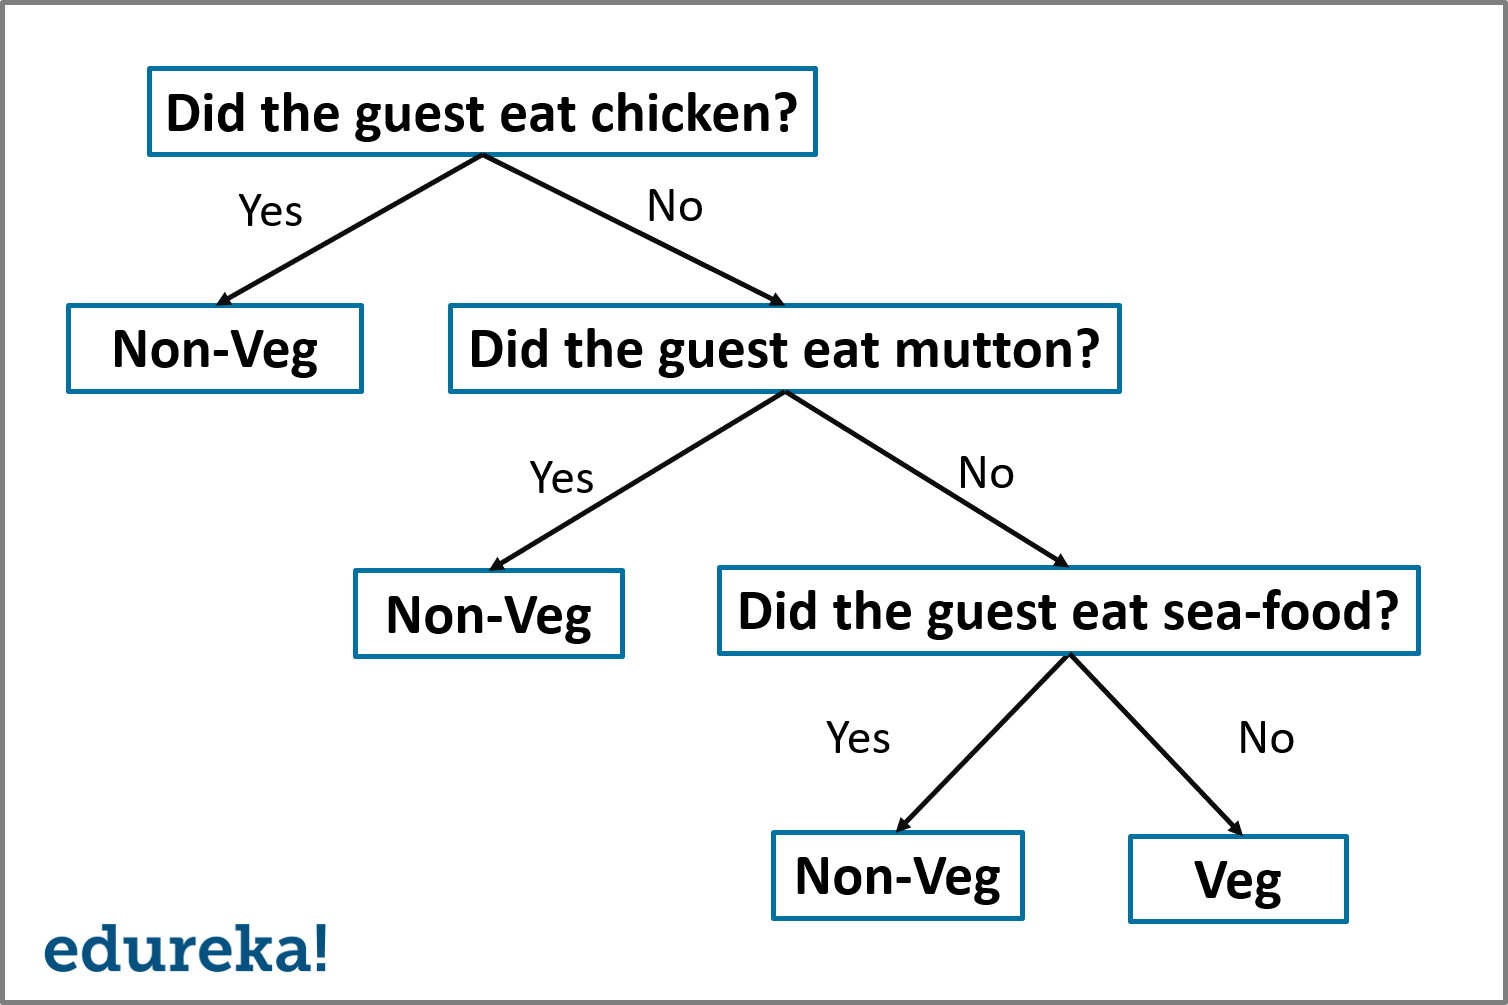 Did the guest eat chicken?
Yes
No
Non-Veg
Did the guest eat mutton?
Yes
No
Non-Veg
Did the guest eat sea-food?
Yes
No
Non-Veg
Veg
edureka!